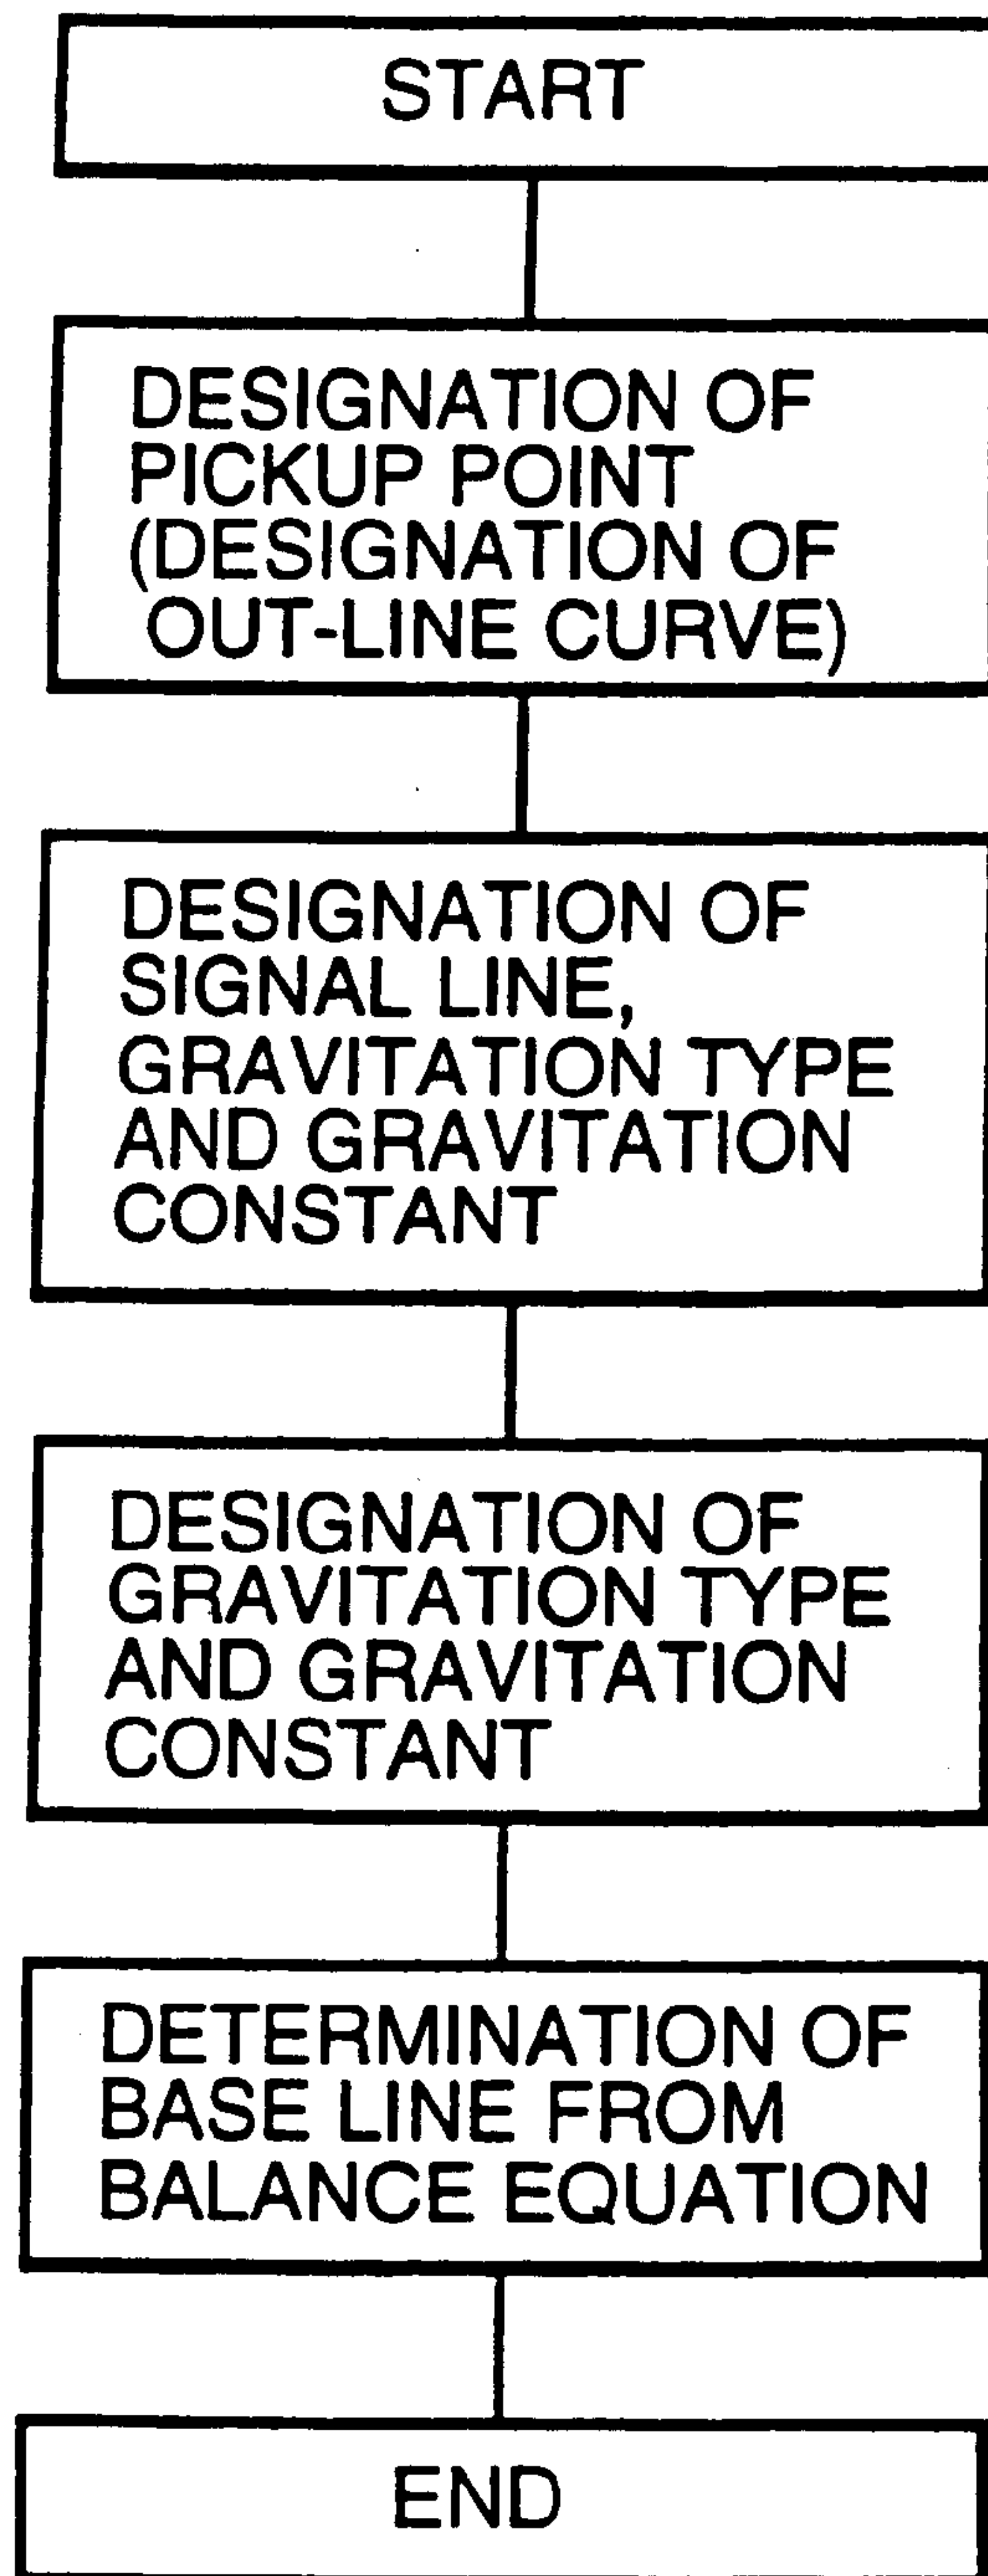 START
DESIGNATION OF
PICKUP POINT
(DESIGNATION OF
OUT-LINE CURVE)
DESIGNATION OF
SIGNAL LINE,
GRAVITATION TYPE
AND GRAVITATION
CONSTANT
DESIGNATION OF
GRAVITATION TYPE
AND GRAVITATION
CONSTANT
DETERMINATION OF
BASE LINE FROM
BALANCE EQUATION
END